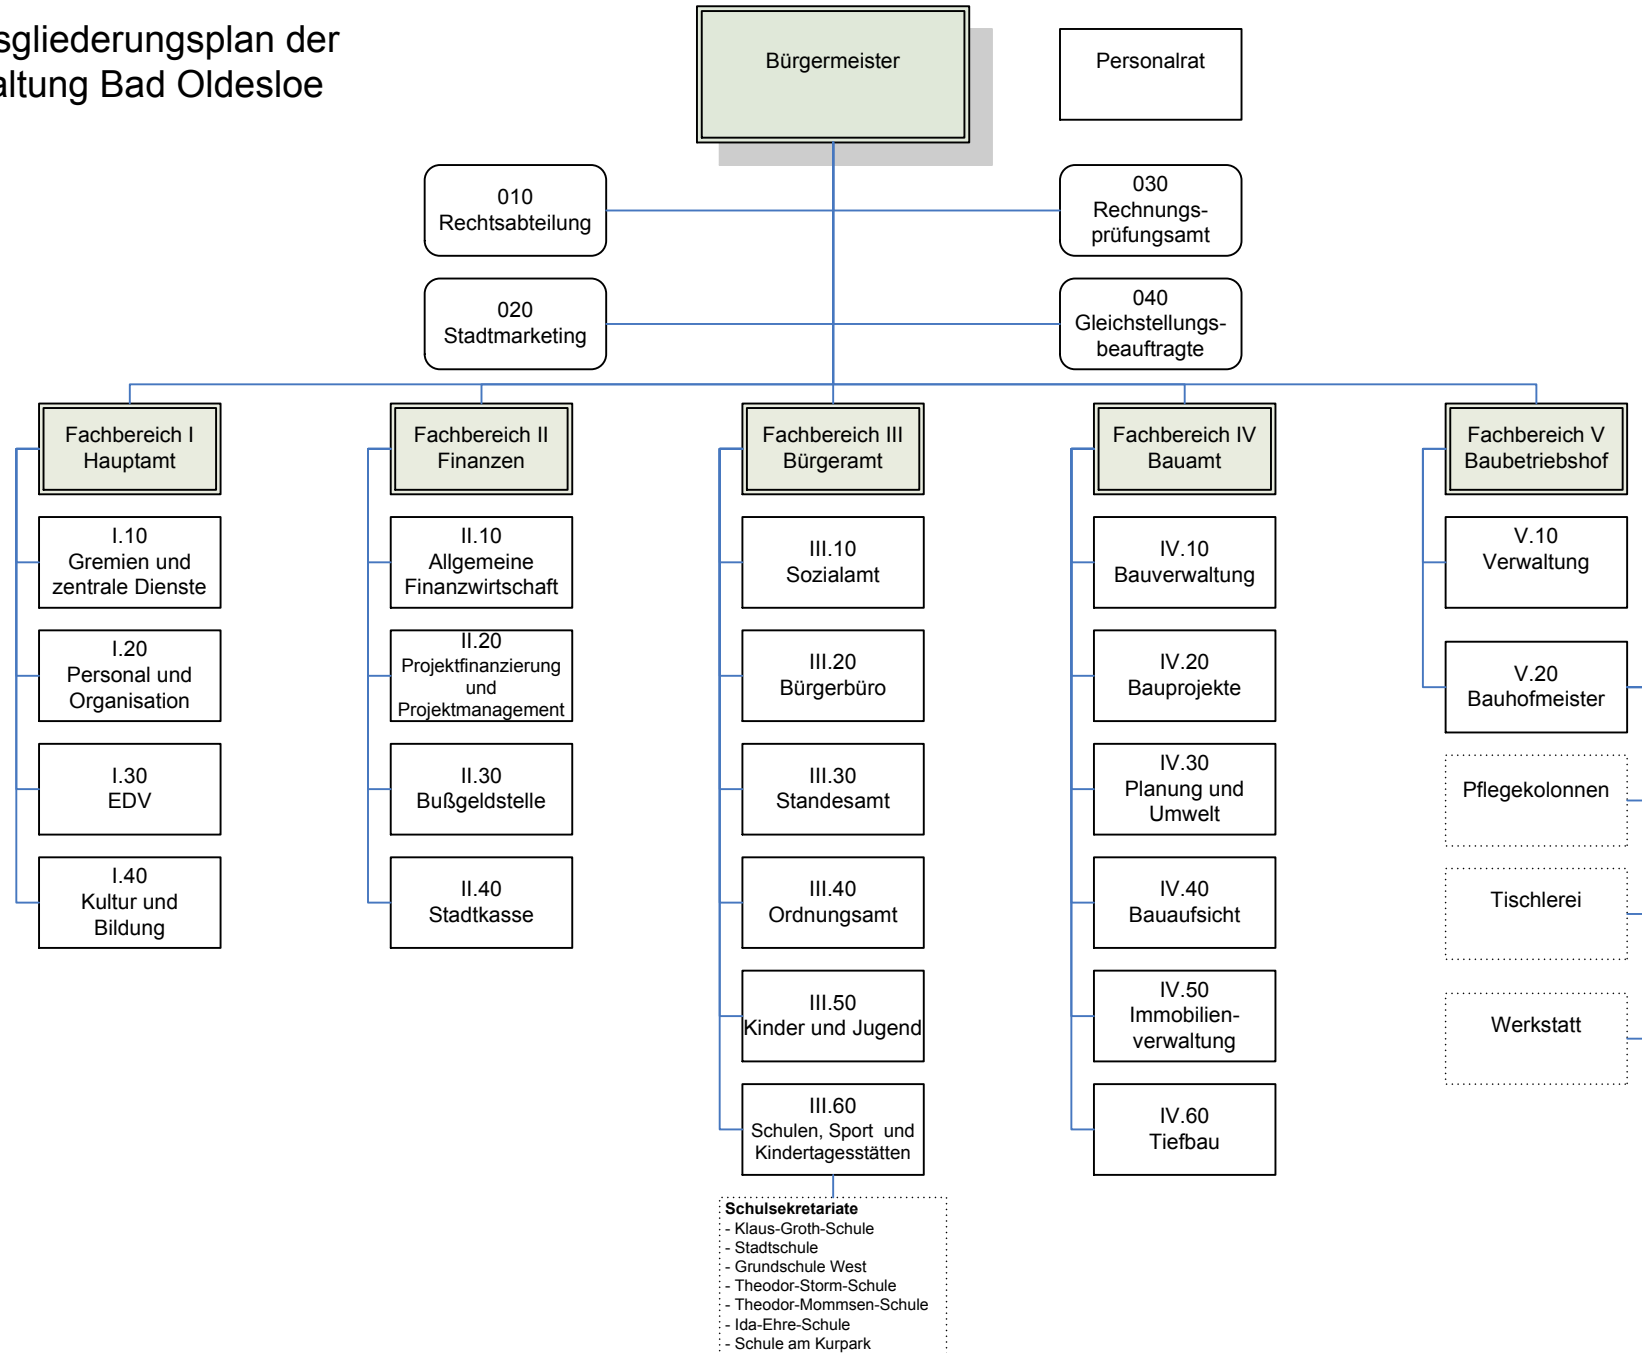 sgliederungsplan der
altung Bad Oldesloe
Bürgermeister
Personalrat
010
Rechtsabteilung
030
Rechnungs-
prüfungsamt
020
Stadtmarketing
040
Gleichstellungs-
beauftragte
Fachbereich I
Hauptamt
I.10
Gremien und
zentrale Dienste
I.20
Personal und
Organisation
I.30
EDV
I.40
Kultur und
Bildung
Fachbereich II
Finanzen
II.10
Allgemeine
Finanzwirtschaft
II.20
Projektfinanzierung
und
Projektmanagement
II.30
Bußgeldstelle
II.40
Stadtkasse
Fachbereich III
Bürgeramt
III.10
Sozialamt
III.20
Bürgerbüro
III.30
Standesamt
III.40
Ordnungsamt
III.50
Kinder und Jugend
III.60
Schulen, Sport und
Kindertagesstätten
Schulsekretariate
- Klaus-Groth-Schule
- Stadtschule
- Grundschule West
- Theodor-Storm-Schule
- Theodor-Mommsen-Schule
- Ida-Ehre-Schule
- Schule am Kurpark
Fachbereich IV
Bauamt
IV.10
Bauverwaltung
IV.20
Bauprojekte
IV.30
Planung und
Umwelt
IV.40
Bauaufsicht
IV.50
Immobilien-
verwaltung
IV.60
Tiefbau
Fachbereich V
Baubetriebshof
V.10
Verwaltung
V.20
Bauhofmeister
Pflegekolonnen
Tischlerei
Werkstatt